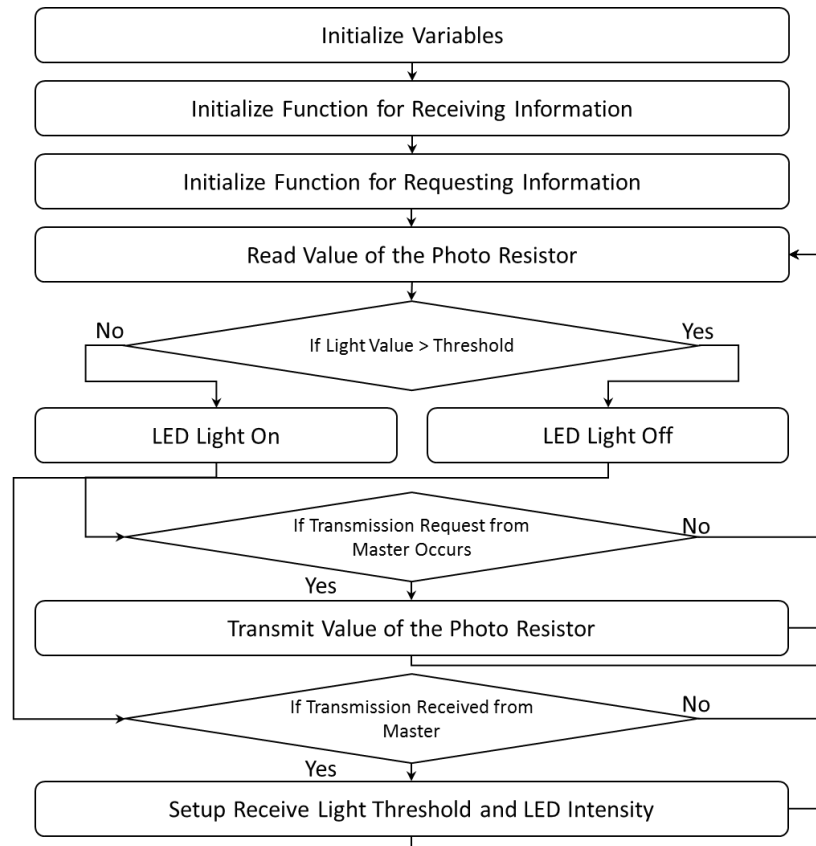 Initialize Variables
Initialize Function for Receiving Information
Initialize Function for Requesting Information
Read Value of the Photo Resistor
No
If Light Value > Threshold
Yes
LED Light On
LED Light Off
If Transmission Request from
Master Occurs
No
Yes
Transmit Value of the Photo Resistor
If Transmission Received from
Master
No
Yes
Setup Receive Light Threshold and LED Intensity